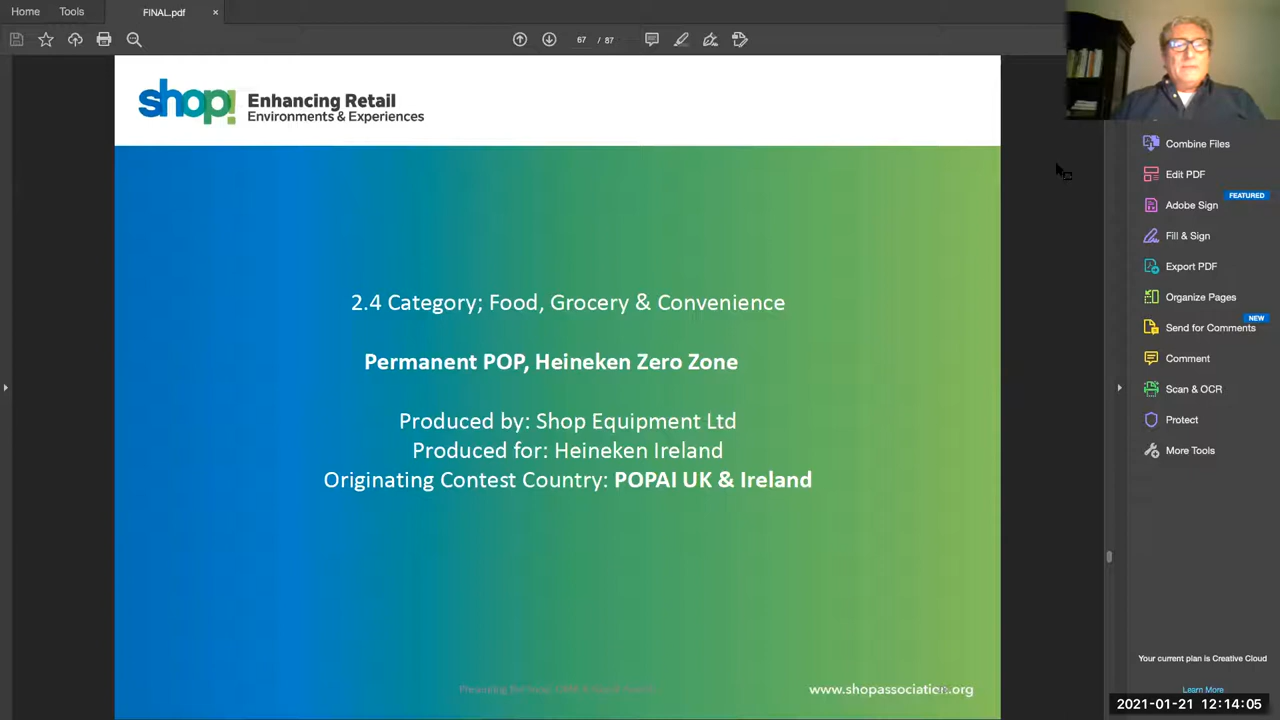 Home
Tools
FINAL.pdf
×
67 / 87
shop!
Enhancing Retail
Environments & Experiences
2.4 Category; Food, Grocery & Convenience
Permanent POP, Heineken Zero Zone
Produced by: Shop Equipment Ltd
Produced for: Heineken Ireland
Originating Contest Country: POPAI UK & Ireland
www.shopassociation.org
Combine Files
Edit PDF
FEATURED
Adobe Sign
Fill & Sign
Export PDF
Organize Pages
NEW
Send for Comments
Comment
Scan & OCR
Protect
More Tools
Your current plan is Creative Cloud
Learn More
2021-01-21 12:14:05